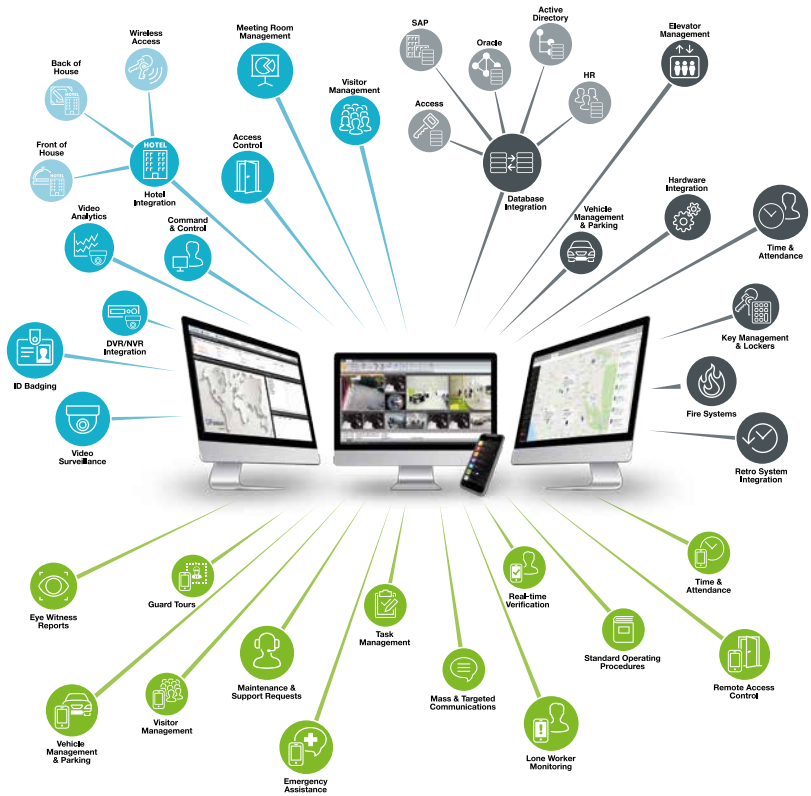 Wireless
Access
Back of
House
Front of
House
HOTEL
HOTEL
HOTEL
Hotel
Integration
Meeting Room
Management
Visitor
Management
Access
Control
Command
& Control
Video
Analytics
DVR/NVR
Integration
ID Badging
Video
Surveillance
SAP
Oracle
Active
Directory
HR
Access
Database
Integration
Elevator
Management
Vehicle
Management
& Parking
Hardware
Integration
Time &
Attendance
Key Management
& Lockers
Fire Systems
Retro System
Integration
Eye Witness
Reports
Guard Tours
Vehicle
Management
& Parking
Visitor
Management
Maintenance &
Support Requests
Emergency
Assistance
Task
Management
Mass & Targeted
Communications
Real-time
Verification
Lone Worker
Monitoring
Standard Operating
Procedures
Time &
Attendance
Remote Access
Control